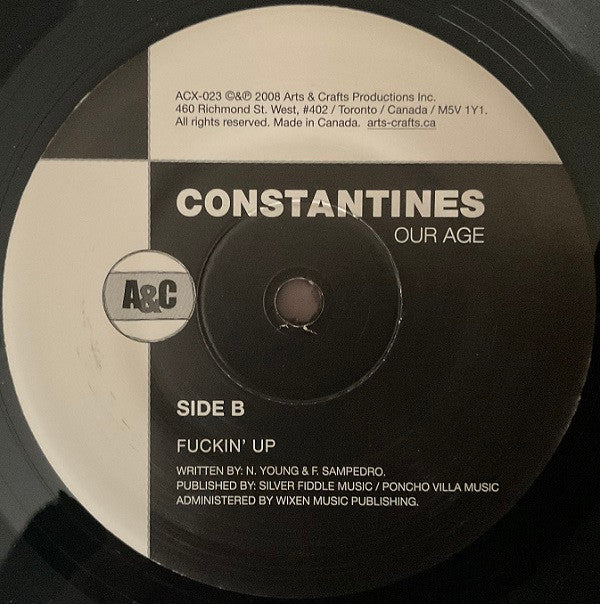 ACX-023 ©&℗ 2008 Arts & Crafts Productions Inc.
460 Richmond St. West, #402 / Toronto / Canada / M5V 1Y1.
All rights reserved. Made in Canada. arts-crafts.ca
CONSTANTINES
OUR AGE
A&C
SIDE B
FUCKIN' UP
WRITTEN BY: N. YOUNG & F. SAMPEDRO.
PUBLISHED BY: SILVER FIDDLE MUSIC / PONCHO VILLA MUSIC
ADMINISTERED BY WIXEN MUSIC PUBLISHING.